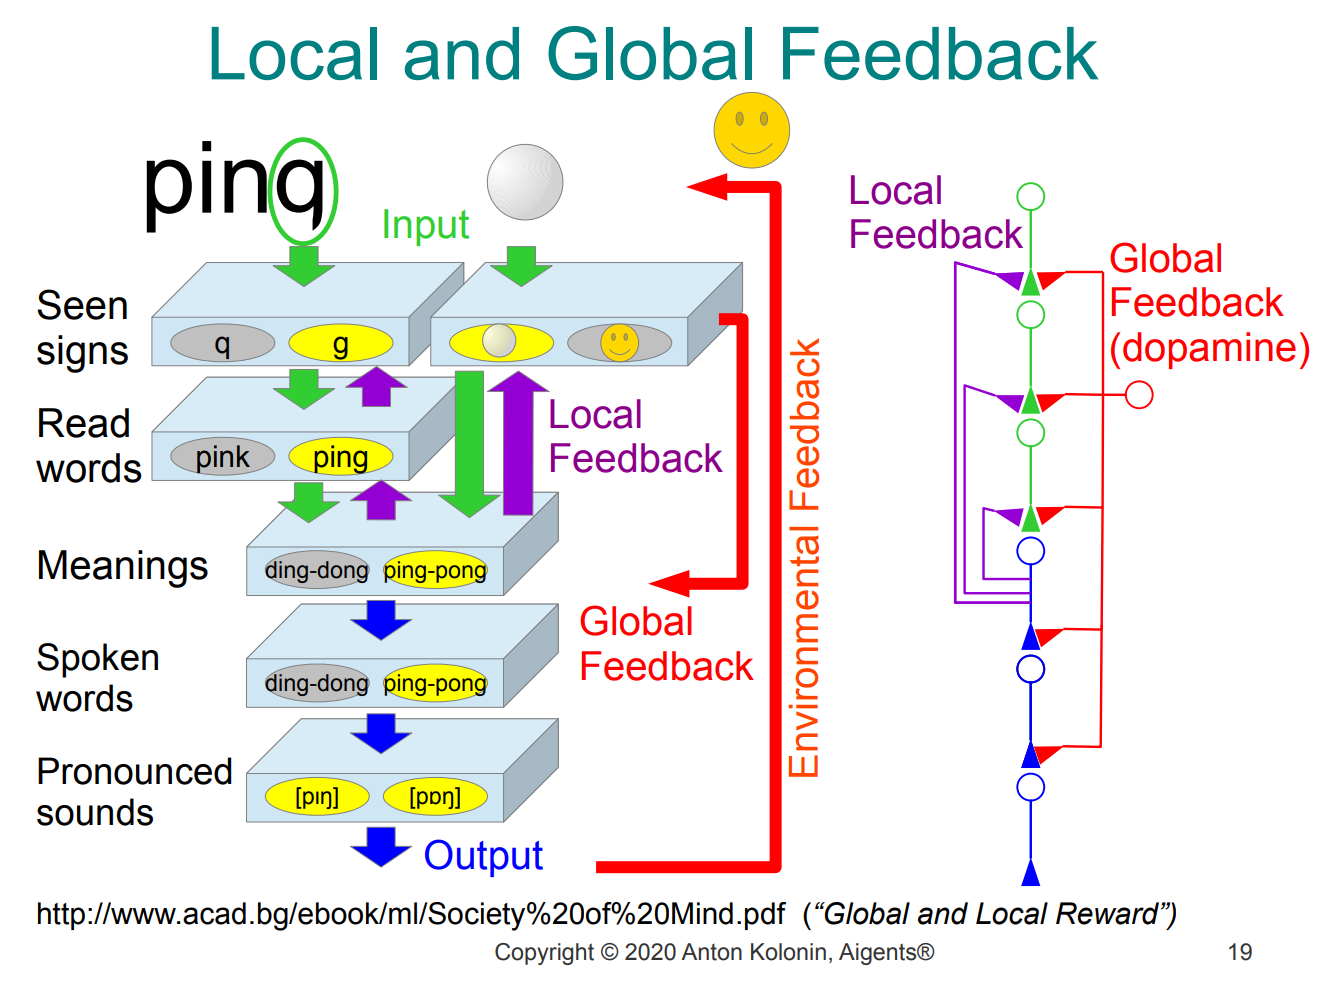 Local and Global Feedback
pinq
Input
Local
Feedback
Global
Feedback
(dopamine)
Seen
signs
q
g
Read
words
pink
ping
Local
Feedback
Environmental Feedback
Meanings
ding-dong
ping-pong
Global
Feedback
Spoken
words
ding-dong
ping-pong
Pronounced
sounds
[pıŋ]
[pɒŋ]
Output
http://www.acad.bg/ebook/ml/Society%20of%20Mind.pdf (“Global and Local Reward”)
Copyright © 2020 Anton Kolonin, Aigents®
19